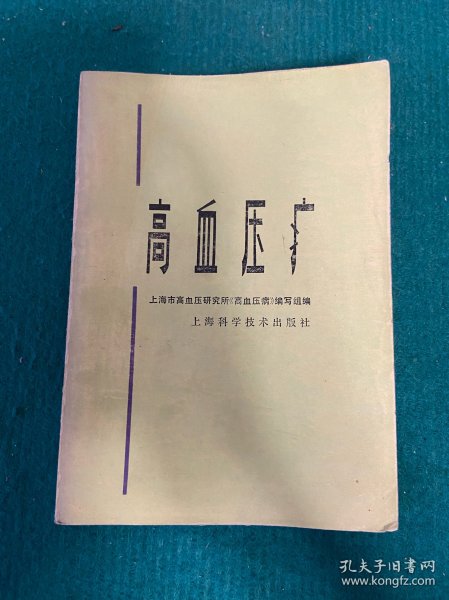 高血压疒
上海市高血压研究所《高血压病》编写组编
上海科学技术出版社
孔夫子旧书网
www.kongfz.com